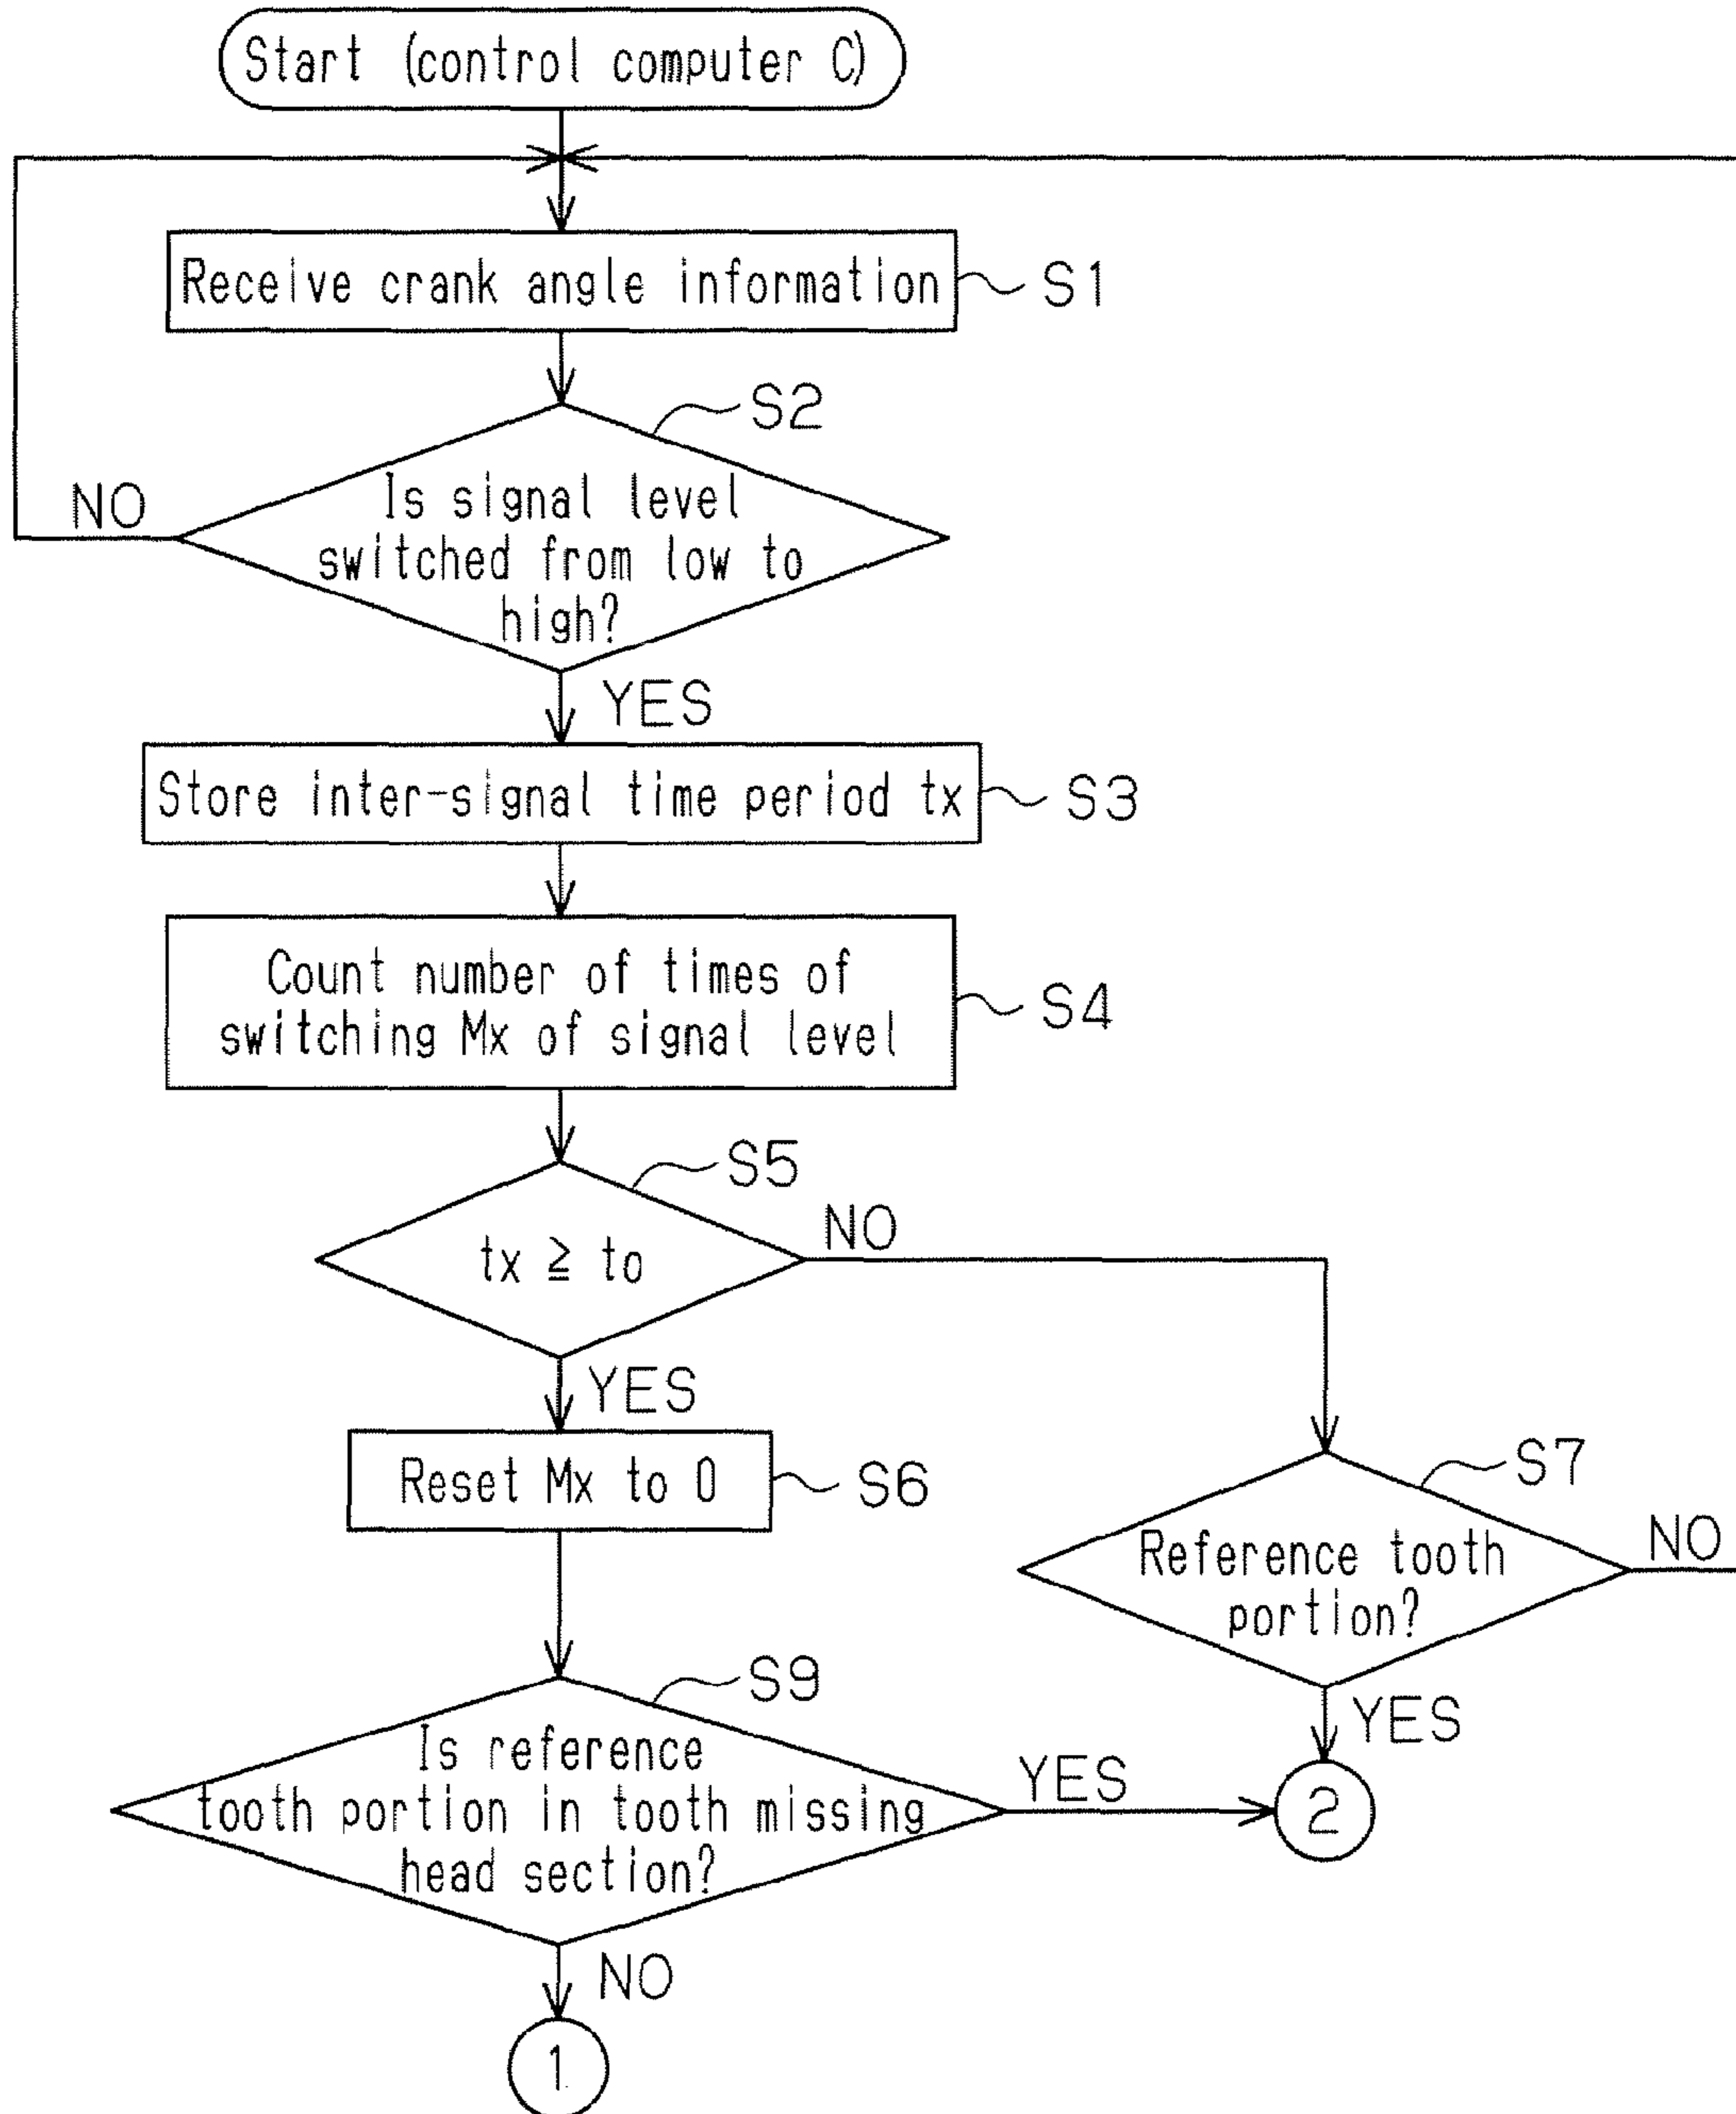 Start (control computer C)
Receive crank angle information
S1
S2
Is signal level
switched from low to
high?
NO
YES
Store inter-signal time period tx
S3
Count number of times of
switching Mx of signal level
S4
S5
tx ≧ to
NO
YES
Reset Mx to 0
S6
S7
Reference tooth
portion?
NO
YES
S9
Is reference
tooth portion in tooth missing
head section?
YES
2
NO
1